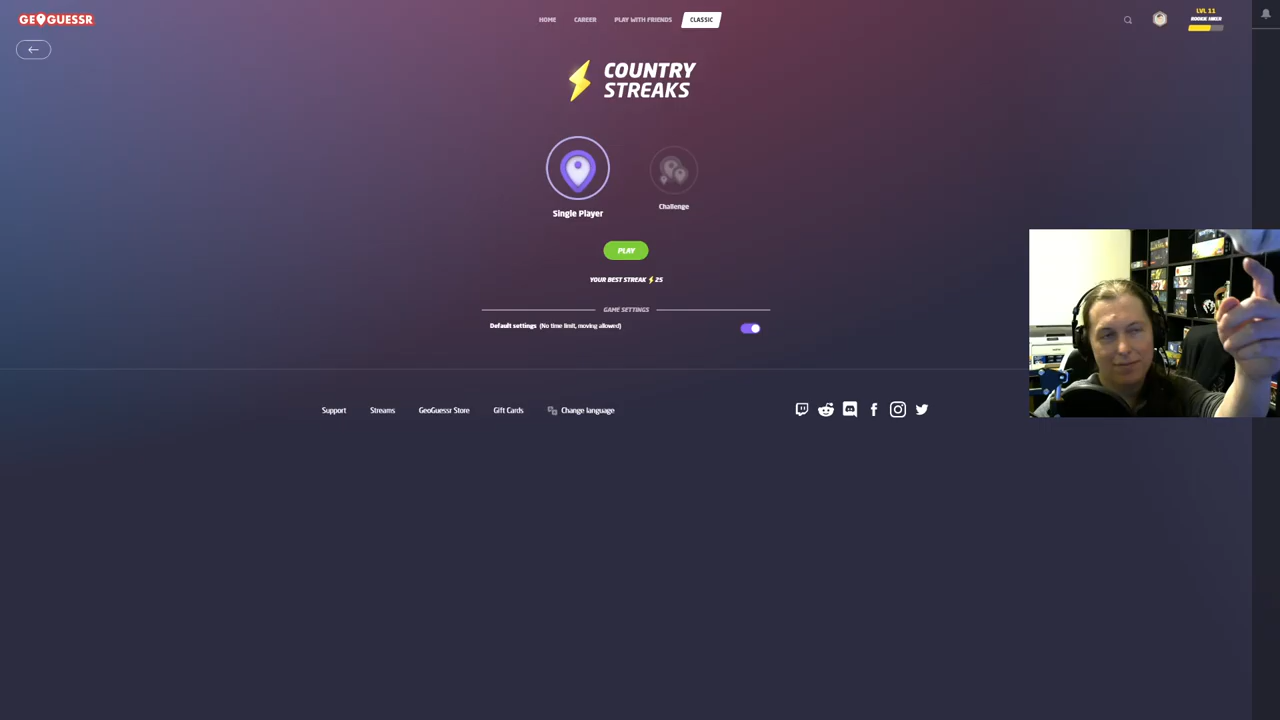 GEOGUESSR
HOME
CAREER
PLAY WITH FRIENDS
CLASSIC
LVL 11
COUNTRY
STREAKS
Single Player
Challenge
PLAY
YOUR BEST STREAK 25
GAME SETTINGS
Default settings (No time limit, moving allowed)
Support
Streams
GeoGuessr Store
Gift Cards
Change language